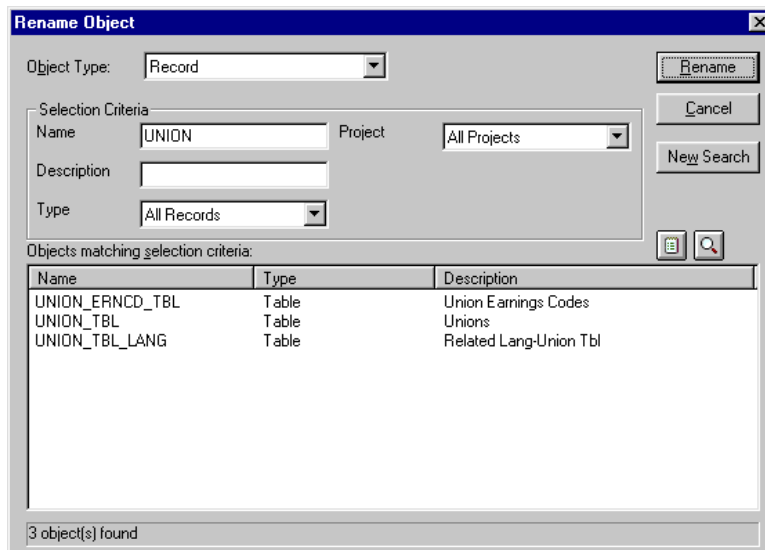 Rename Object
Object Type: Record
Rename
Selection Criteria
Cancel
Name UNION Project All Projects
New Search
Description
Type All Records
Objects matching selection criteria:
Name Type Description
UNION_ERNCD_TBL Table Union Earnings Codes
UNION_TBL Table Unions
UNION_TBL_LANG Table Related Lang-Union Tbl
3 object(s) found